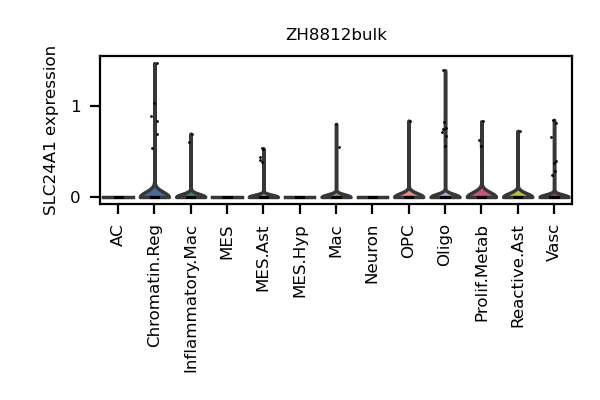 ZH8812bulk
SLC24A1 expression
1
0
AC
Chromatin.Reg
Inflammatory.Mac
MES
MES.Ast
MES.Hyp
Mac
Neuron
OPC
Oligo
Prolif.Metab
Reactive.Ast
Vasc